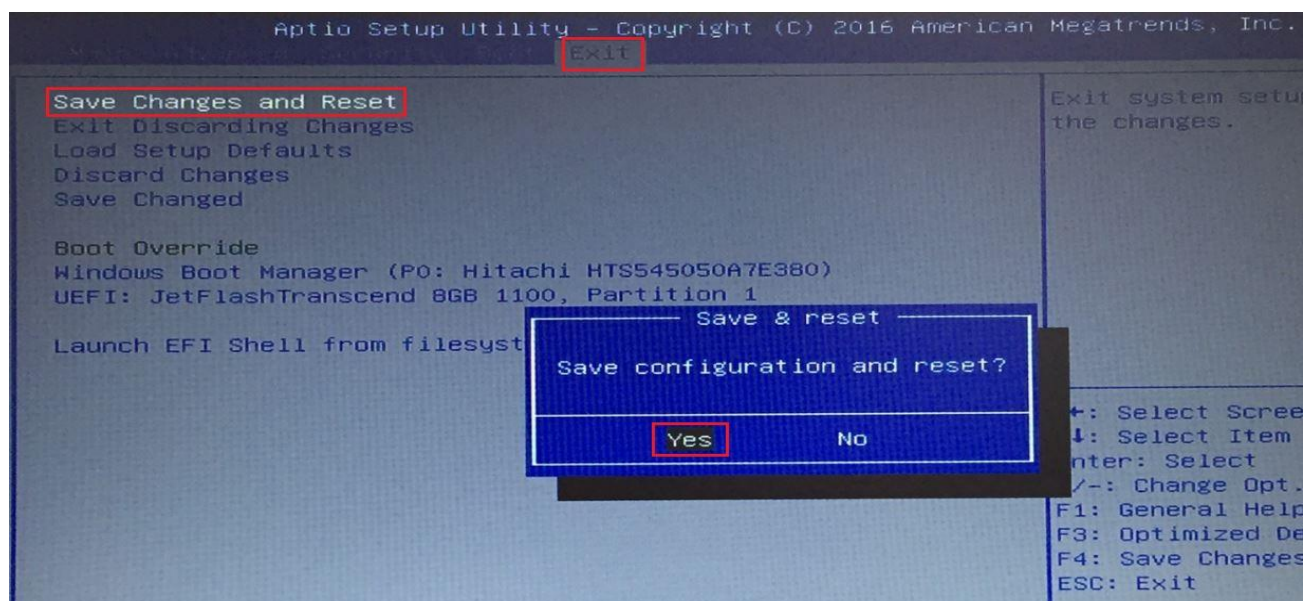 Aptio Setup Utility – Copyright (C) 2016 American Megatrends, Inc.
Exit
Save Changes and Reset
Exit Discarding Changes
Load Setup Defaults
Discard Changes
Save Changed
Boot Override
Windows Boot Manager (P0: Hitachi HTS545050A7E380)
UEFI: JetFlashTranscend 8GB 1100, Partition 1
Launch EFI Shell from filesyst
Save & reset
Save configuration and reset?
Yes No
Exit system setu
the changes.
←: Select Scree
↓: Select Item
nter: Select
/-: Change Opt.
F1: General Help
F3: Optimized De
F4: Save Changes
ESC: Exit